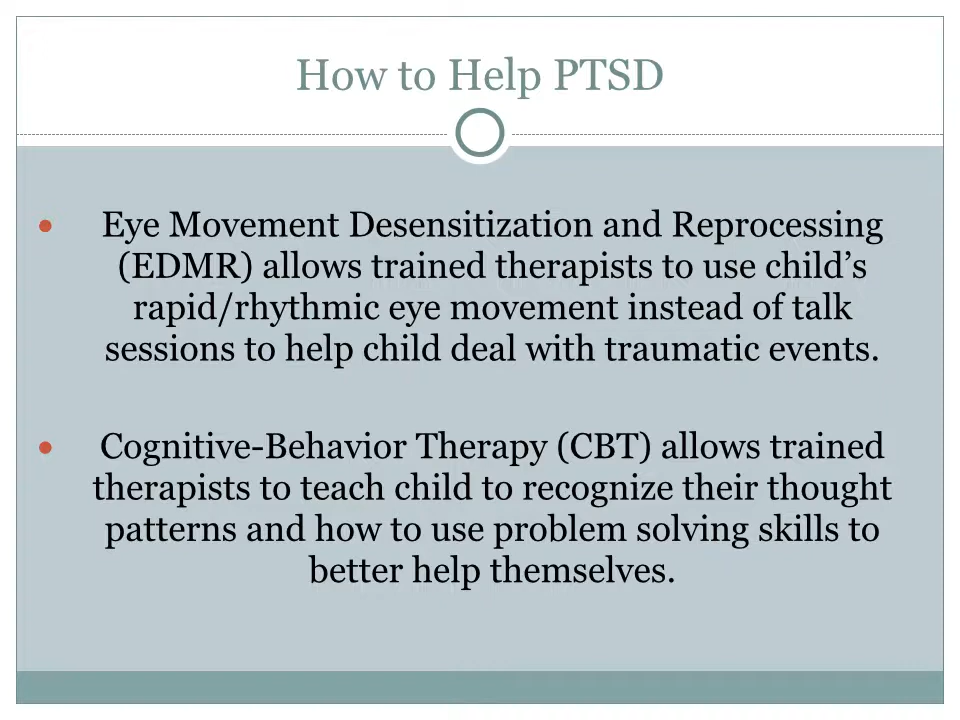 How to Help PTSD
• Eye Movement Desensitization and Reprocessing
(EDMR) allows trained therapists to use child’s
rapid/rhythmic eye movement instead of talk
sessions to help child deal with traumatic events.
• Cognitive-Behavior Therapy (CBT) allows trained
therapists to teach child to recognize their thought
patterns and how to use problem solving skills to
better help themselves.